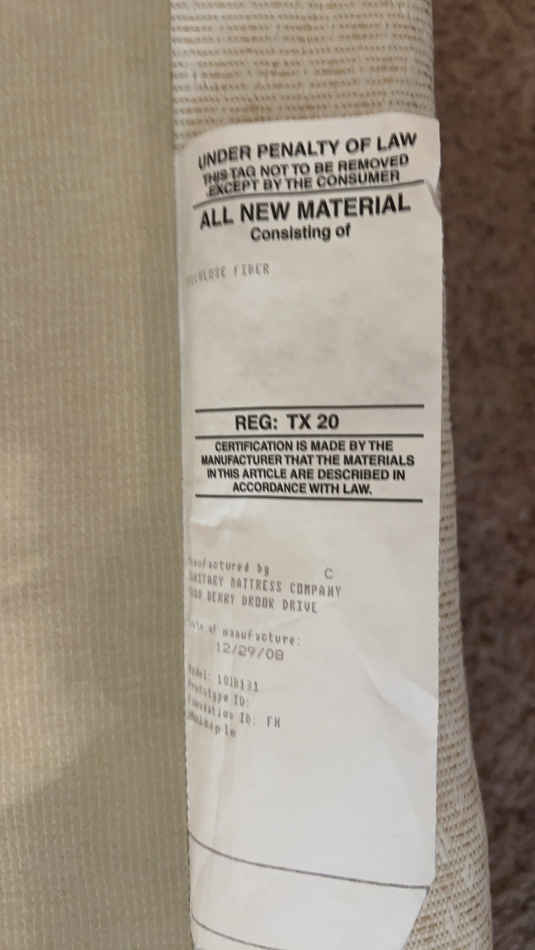 UNDER PENALTY OF LAW
THIS TAG NOT TO BE REMOVED
EXCEPT BY THE CONSUMER
ALL NEW MATERIAL
Consisting of
FIBER
REG: TX 20
CERTIFICATION IS MADE BY THE
MANUFACTURER THAT THE MATERIALS
IN THIS ARTICLE ARE DESCRIBED IN
ACCORDANCE WITH LAW.
by C
MATTRESS COMPANY
BERRY BROOK DRIVE
of manufacture:
12/29/08
1010131
ID:
ID: FH